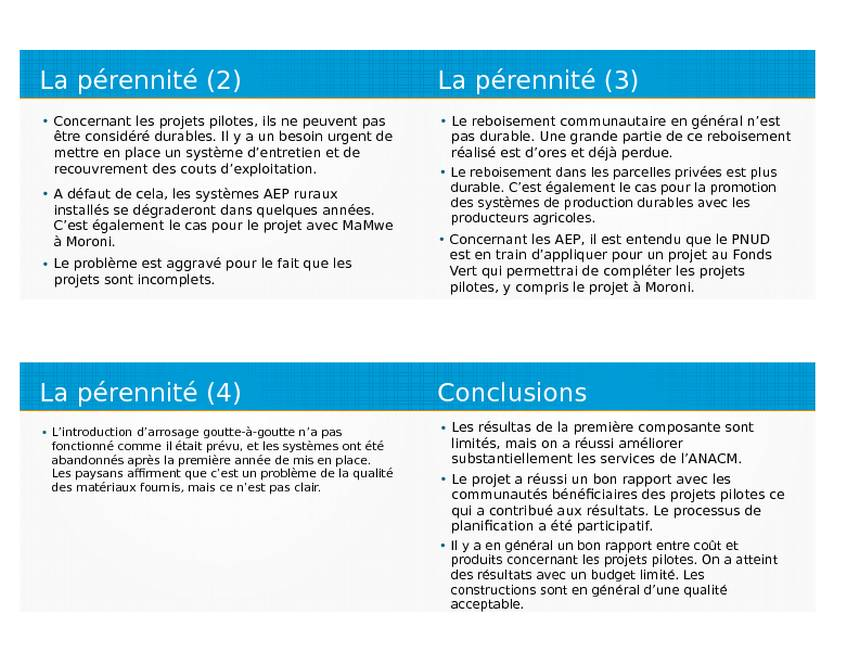 La pérennité (2)
• Concernant les projets pilotes, ils ne peuvent pas
être considéré durables. Il y a un besoin urgent de
mettre en place un système d’entretien et de
recouvrement des couts d’exploitation.
• A défaut de cela, les systèmes AEP ruraux
installés se dégraderont dans quelques années.
C’est également le cas pour le projet avec MaMwe
à Moroni.
• Le problème est aggravé pour le fait que les
projets sont incomplets.
La pérennité (3)
• Le reboisement communautaire en général n’est
pas durable. Une grande partie de ce reboisement
réalisé est d’ores et déjà perdue.
• Le reboisement dans les parcelles privées est plus
durable. C’est également le cas pour la promotion
des systèmes de production durables avec les
producteurs agricoles.
• Concernant les AEP, il est entendu que le PNUD
est en train d’appliquer pour un projet au Fonds
Vert qui permettrai de compléter les projets
pilotes, y compris le projet à Moroni.
La pérennité (4)
• L’introduction d’arrosage goutte-à-goutte n’a pas
fonctionné comme il était prévu, et les systèmes ont été
abandonnés après la première année de mis en place.
Les paysans affirment que c’est un problème de la qualité
des matériaux fournis, mais ce n’est pas clair.
Conclusions
• Les résultas de la première composante sont
limités, mais on a réussi améliorer
substantiellement les services de l’ANACM.
• Le projet a réussi un bon rapport avec les
communautés bénéficiaires des projets pilotes ce
qui a contribué aux résultats. Le processus de
planification a été participatif.
• Il y a en général un bon rapport entre coût et
produits concernant les projets pilotes. On a atteint
des résultats avec un budget limité. Les
constructions sont en général d’une qualité
acceptable.